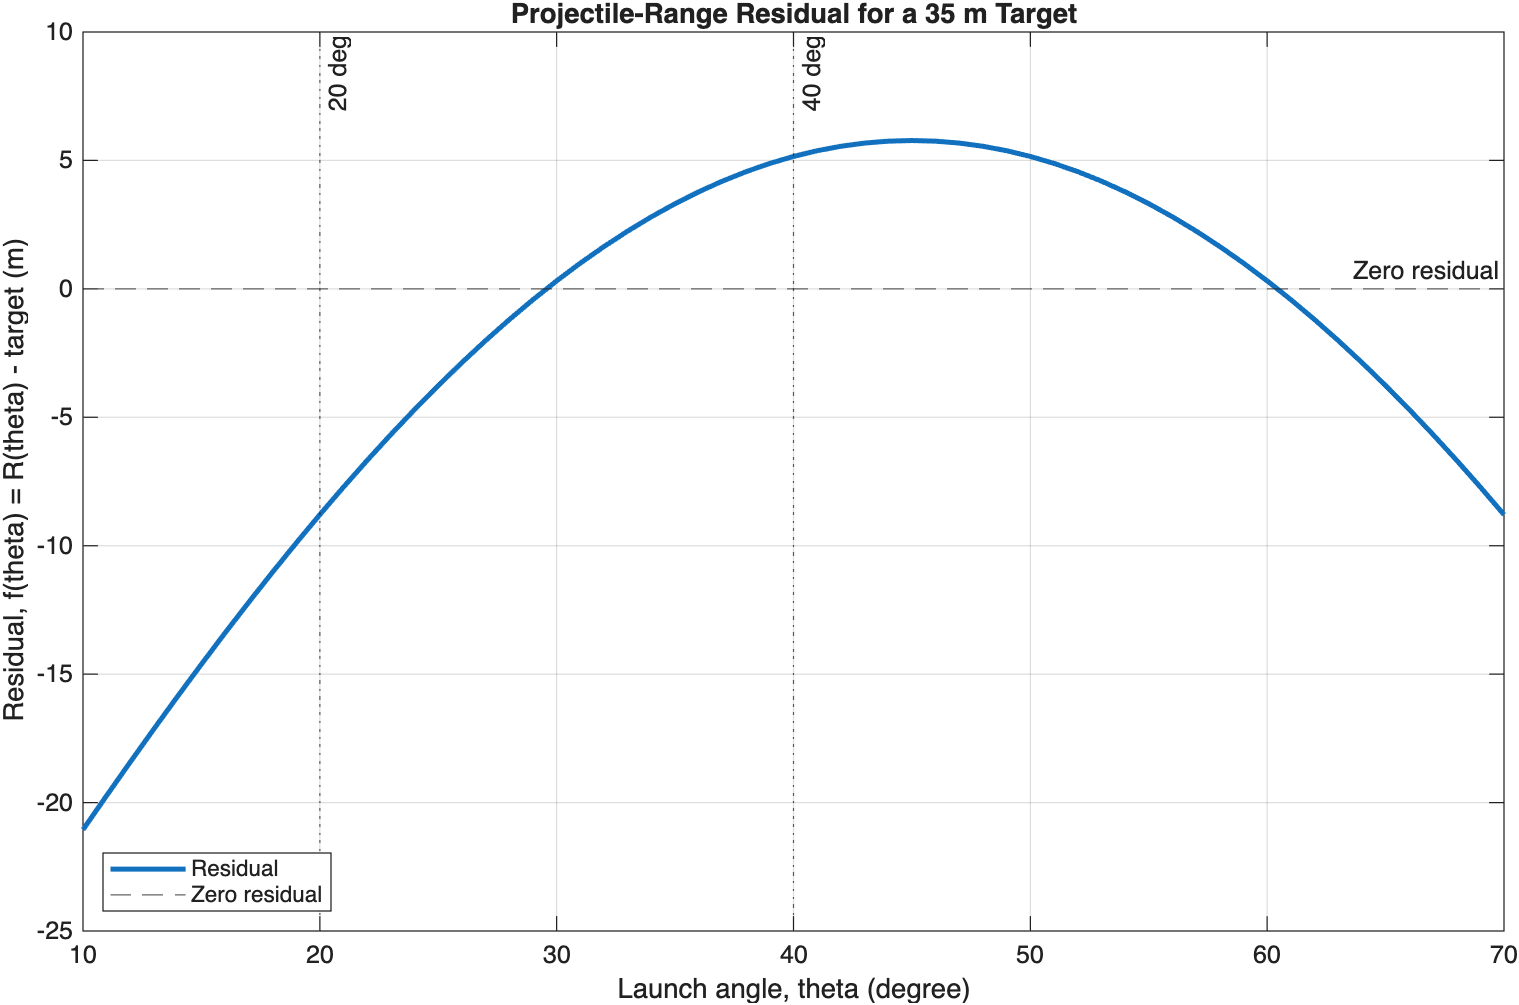 Projectile-Range Residual for a 35 m Target
10
5
0
-5
-10
-15
-20
-25
Residual, f(theta) = R(theta) - target (m)
20 deg
40 deg
Zero residual
Residual
Zero residual
10
20
30
40
50
60
70
Launch angle, theta (degree)